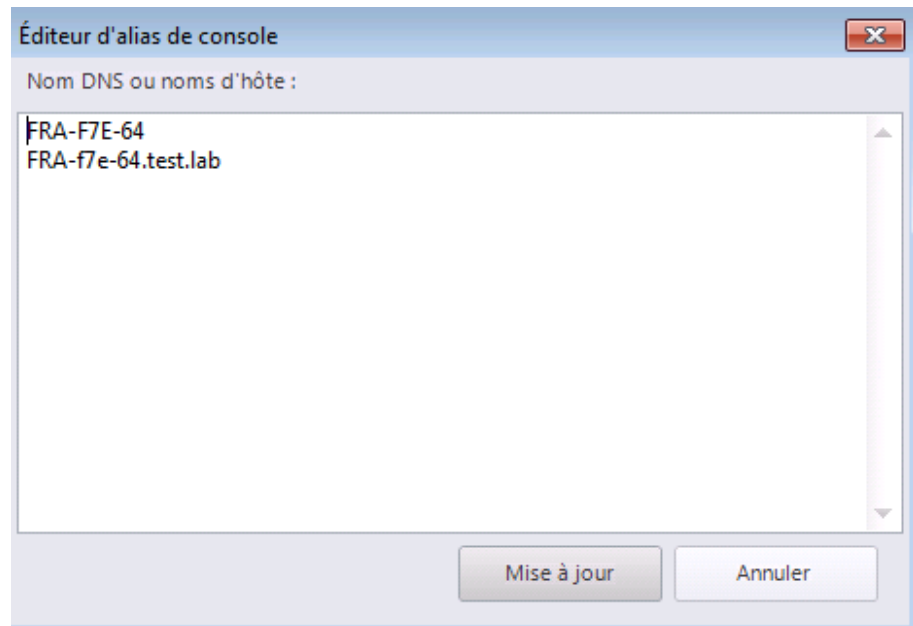 Éditeur d'alias de console
Nom DNS ou noms d'hôte :
FRA-F7E-64
FRA-f7e-64.test.lab
Mise à jour
Annuler